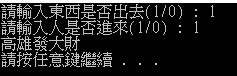 請輸入東西是否出去(1/0) : 1
請輸入人是否進來(1/0) : 1
高雄發大財
請按任意鍵繼續 . . .